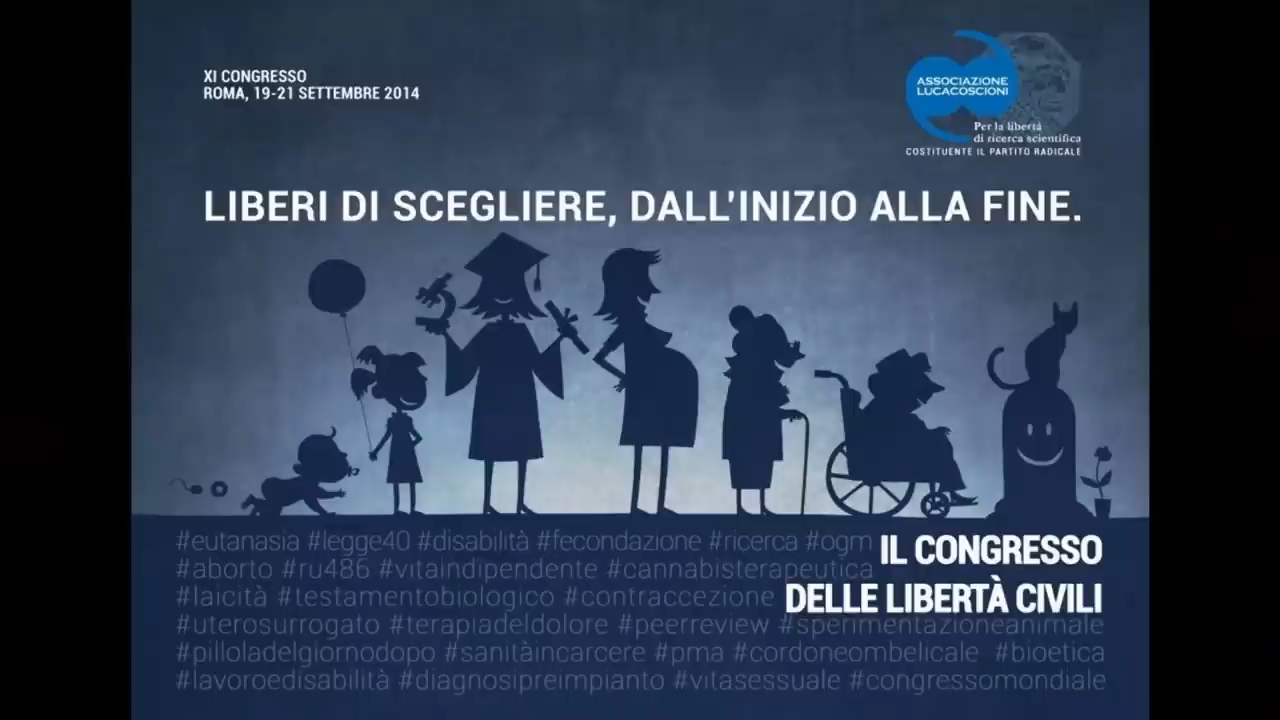 XI CONGRESSO
ROMA, 19-21 SETTEMBRE 2014
ASSOCIAZIONE
LUCACOSCIONI
Per la libertà
di ricerca scientifica
COSTITUENTE IL PARTITO RADICALE
LIBERI DI SCEGLIERE, DALL'INIZIO ALLA FINE.
#eutanasia #legge40 #disabilità #fecondazione #ricerca #ogm
#aborto #ru486 #vitaindipendente #cannabisterapeutica
#laicità #testamentobiologico #contraccezione
#uterosurrogato #terapiadeldolore #peerreview #sperimentazioneanimale
#pilloladelgiornodopo #sanitàincarcere #pma #cordoneombelicale #bioetica
#lavoroedisabilità #diagnosipreimpianto #vitasessuale #congressomondiale
IL CONGRESSO
DELLE LIBERTÀ CIVILI